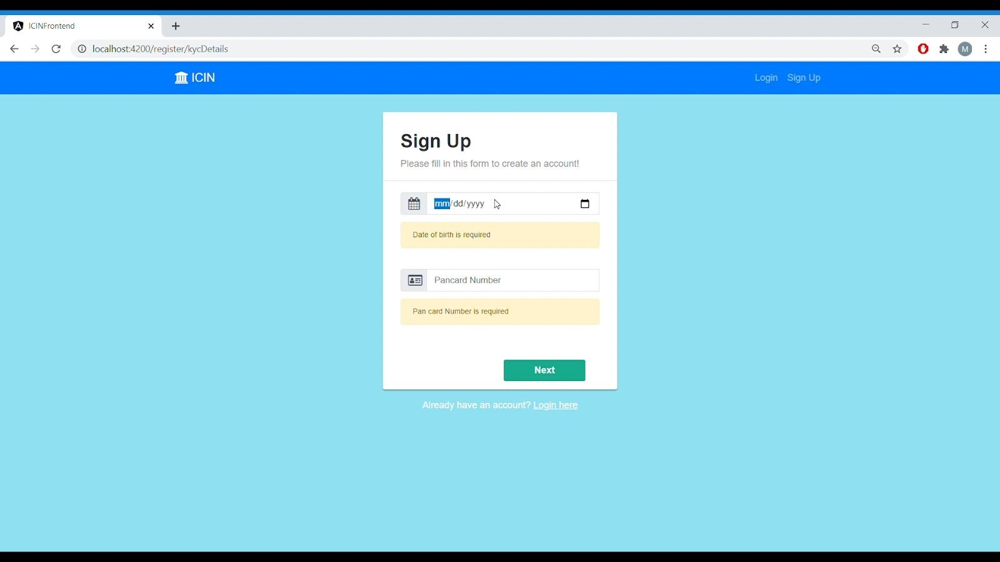 ICINFrontend
localhost:4200/register/kycDetails
M
ICIN
Login Sign Up
Sign Up
Please fill in this form to create an account!
mm/dd/yyyy
Date of birth is required
Pancard Number
Pan card Number is required
Next
Already have an account? Login here